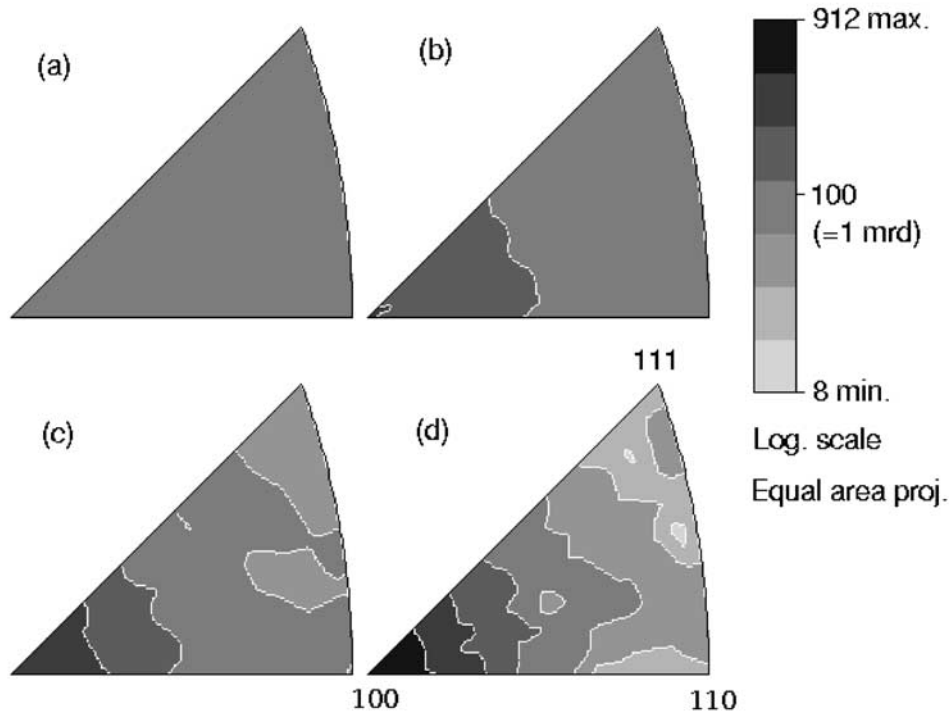 (a)
(b)
912 max.
100
(=1 mrd)
8 min.
Log. scale
Equal area proj.
(c)
(d)
111
100
110